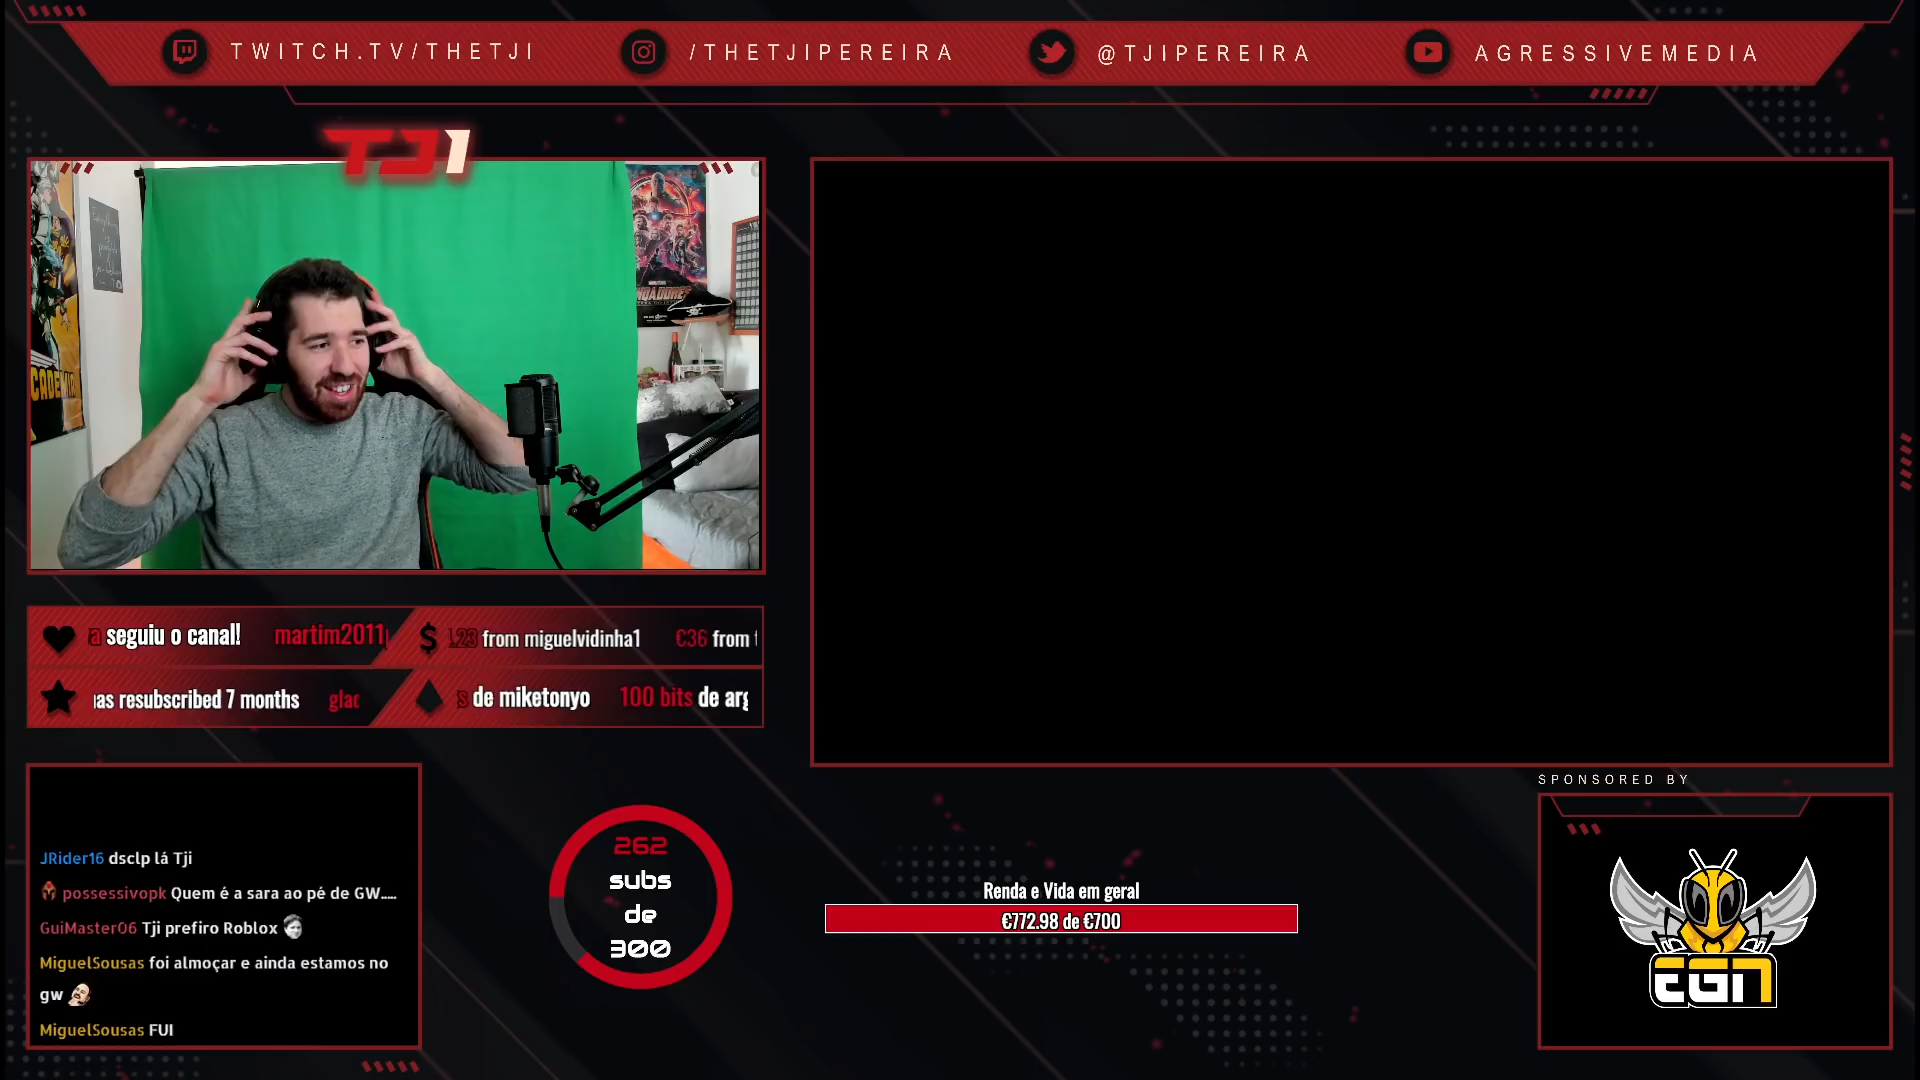 TWITCH.TV/THETJI
/THETJIPEREIRA
@TJIPEREIRA
AGRESSIVEMEDIA
TJI
seguiu o canal! martim2011
from miguelvidinha1 €36 from
resubscribed 7 months glac
de miketonyo 100 bits de arg
JRider16 dsclp lá Tji
possessivopk Quem é a sara ao pé de GW.....
GuiMaster06 Tji prefiro Roblox
MiguelSousas foi almoçar e ainda estamos no
gw
MiguelSousas FUI
262
subs
de
300
Renda e Vida em geral
€772.98 de €700
SPONSORED BY
EGN